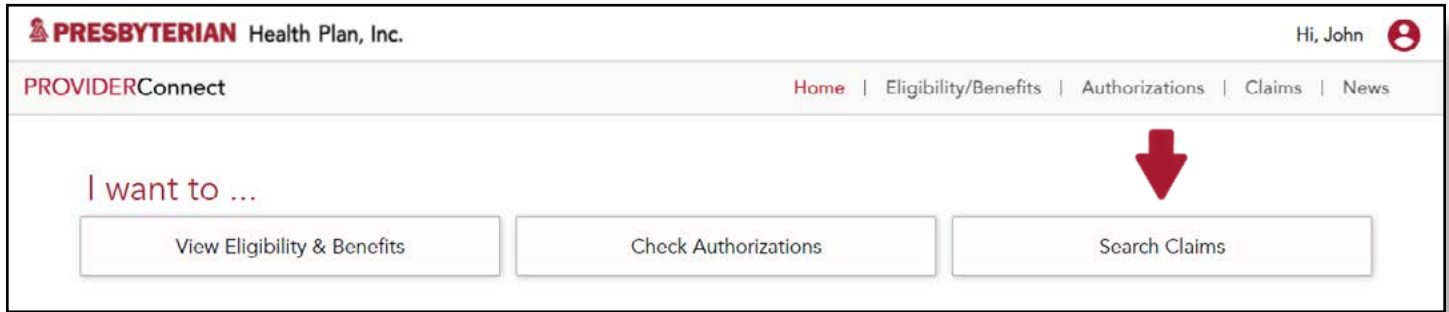 PRESBYTERIAN Health Plan, Inc.
Hi, John
PROVIDERConnect
Home | Eligibility/Benefits | Authorizations | Claims | News
I want to ...
View Eligibility & Benefits
Check Authorizations
Search Claims